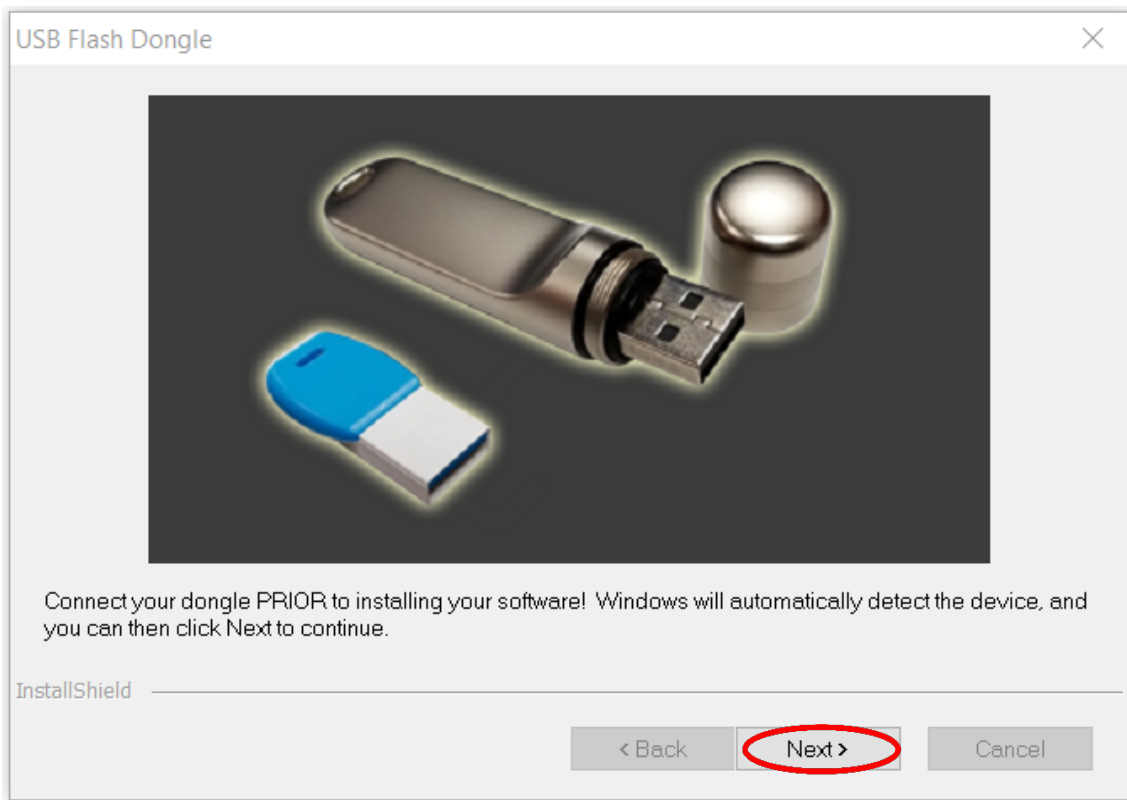 USB Flash Dongle
Connect your dongle PRIOR to installing your software! Windows will automatically detect the device, and
you can then click Next to continue.
InstallShield
< Back Next > Cancel